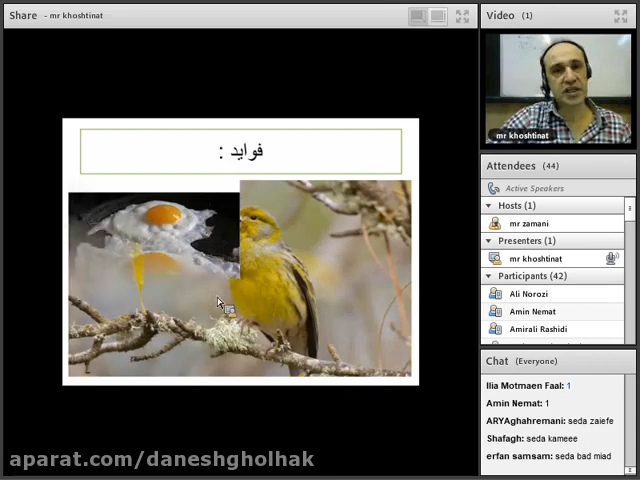 Share - mr khoshtinat
فواید :
Video (1)
mr khoshtinat
Attendees (44)
Active Speakers
Hosts (1)
mr zamani
Presenters (1)
mr khoshtinat
Participants (42)
Ali Norozi
Amin Nemat
Amirali Rashidi
Chat (Everyone)
Ilia Motmaen Faal: 1
Amin Nemat: 1
ARYAghahremani: seda zaiefe
Shafagh: seda kameee
erfan samsam: seda bad miad
aparat.com/daneshgholhak